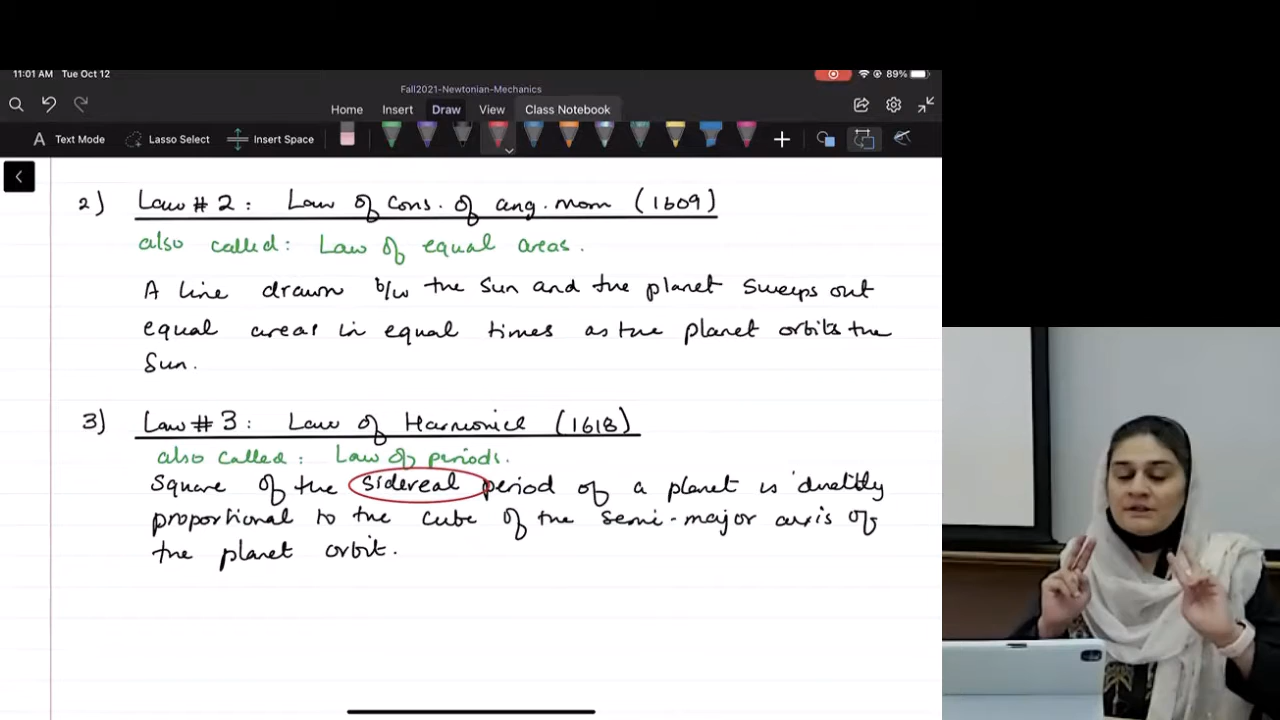 11:01 AM Tue Oct 12
89%
Fall2021-Newtonian-Mechanics
Home Insert Draw View Class Notebook
Text Mode Lasso Select Insert Space
2) Law # 2 : Law of Cons. of ang. mom (1609)
also called: Law of equal areas.
A line drawn b/w the Sun and the planet sweeps out
equal areas in equal times as the planet orbits the
Sun.
3) Law # 3 : Law of Harmonice (1618)
also called : Law of periods.
Square of the sidereal period of a planet is directly
proportional to the cube of the semi-major axis of
the planet orbit.